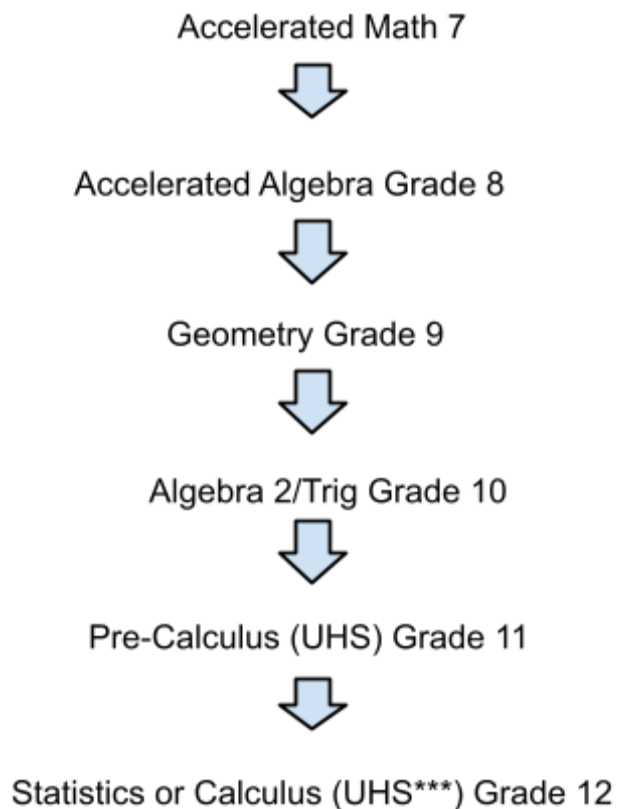 Accelerated Math 7
Accelerated Algebra Grade 8
Geometry Grade 9
Algebra 2/Trig Grade 10
Pre-Calculus (UHS) Grade 11
Statistics or Calculus (UHS***) Grade 12